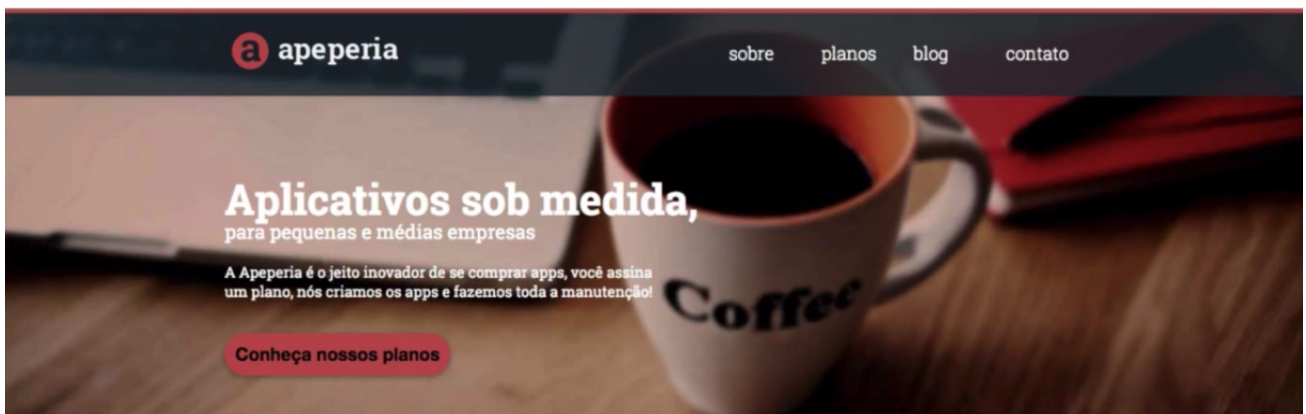 a apeperia
sobre planos blog contato
Aplicativos sob medida,
para pequenas e médias empresas
A Apeperia é o jeito inovador de se comprar apps, você assina
um plano, nós criamos os apps e fazemos toda a manutenção!
Coffee
Conheça nossos planos